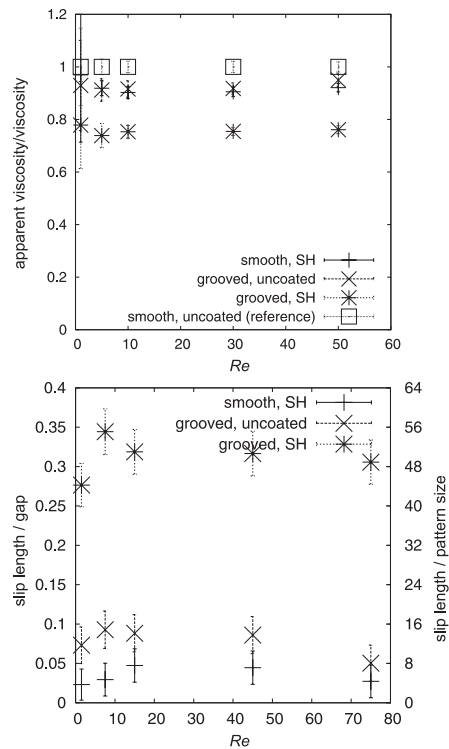 apparent viscosity/viscosity
1.2
1
0.8
0.6
0.4
0.2
0
smooth, SH
grooved, uncoated
grooved, SH
smooth, uncoated (reference)
0 10 20 30 40 50 60
Re
slip length / gap
0.4
0.35
0.3
0.25
0.2
0.15
0.1
0.05
0
smooth, SH
grooved, uncoated
grooved, SH
64
56
48
40
32
24
16
8
0
slip length / pattern size
0 10 20 30 40 50 60 70 80
Re